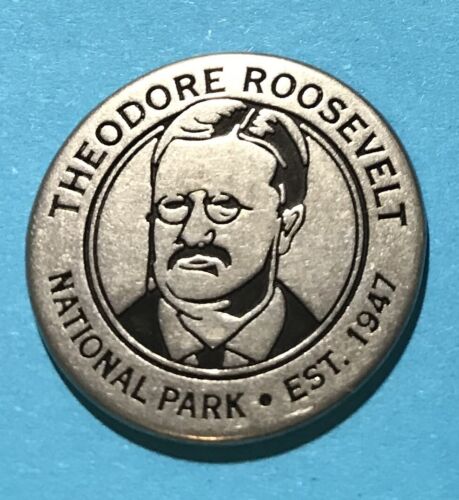 THEODORE ROOSEVELT
NATIONAL PARK • EST. 1947